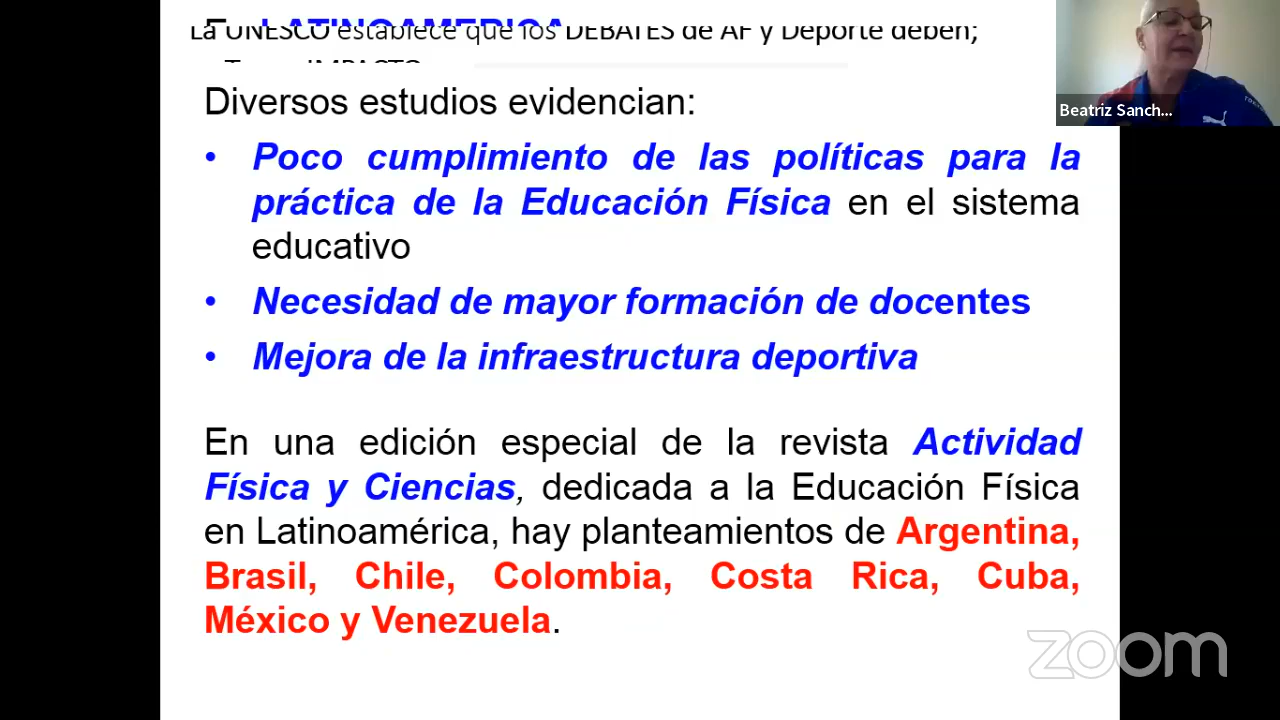 En LATINOAMERICA
La UNESCO establece que los DEBATES de AF y Deporte deben;
IMPACTO
Diversos estudios evidencian:
• Poco cumplimiento de las políticas para la
práctica de la Educación Física en el sistema
educativo
• Necesidad de mayor formación de docentes
• Mejora de la infraestructura deportiva
En una edición especial de la revista Actividad
Física y Ciencias, dedicada a la Educación Física
en Latinoamérica, hay planteamientos de Argentina,
Brasil, Chile, Colombia, Costa Rica, Cuba,
México y Venezuela.
Beatriz Sanch...
zoom